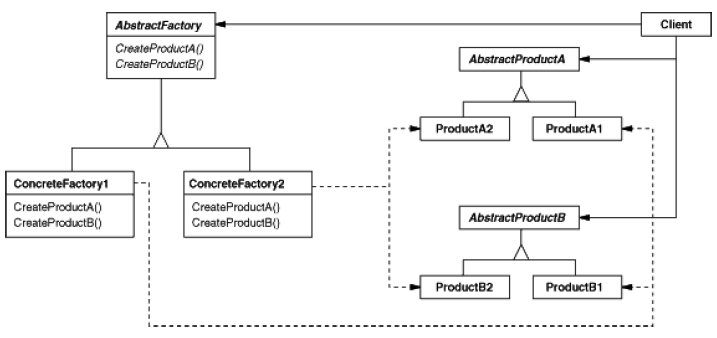 AbstractFactory
CreateProductA()
CreateProductB()
Client
AbstractProductA
ProductA2
ProductA1
ConcreteFactory1
CreateProductA()
CreateProductB()
ConcreteFactory2
CreateProductA()
CreateProductB()
AbstractProductB
ProductB2
ProductB1